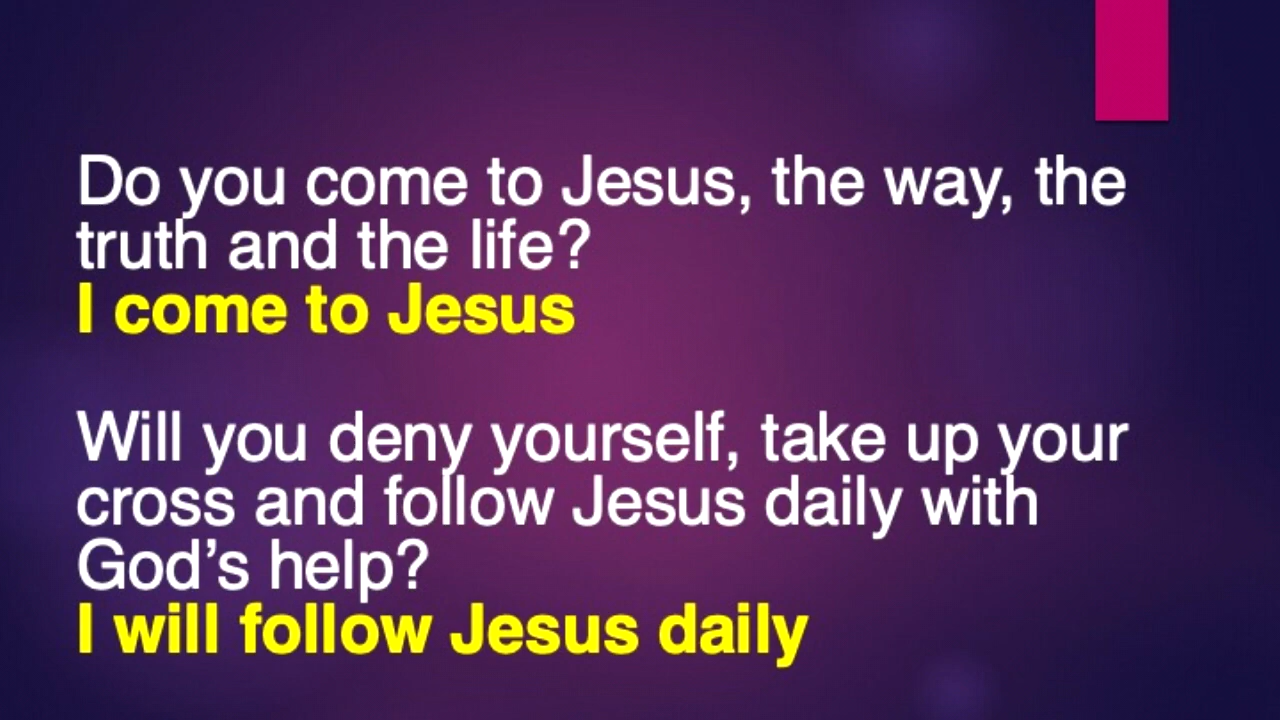 Do you come to Jesus, the way, the
truth and the life?
I come to Jesus
Will you deny yourself, take up your
cross and follow Jesus daily with
God’s help?
I will follow Jesus daily